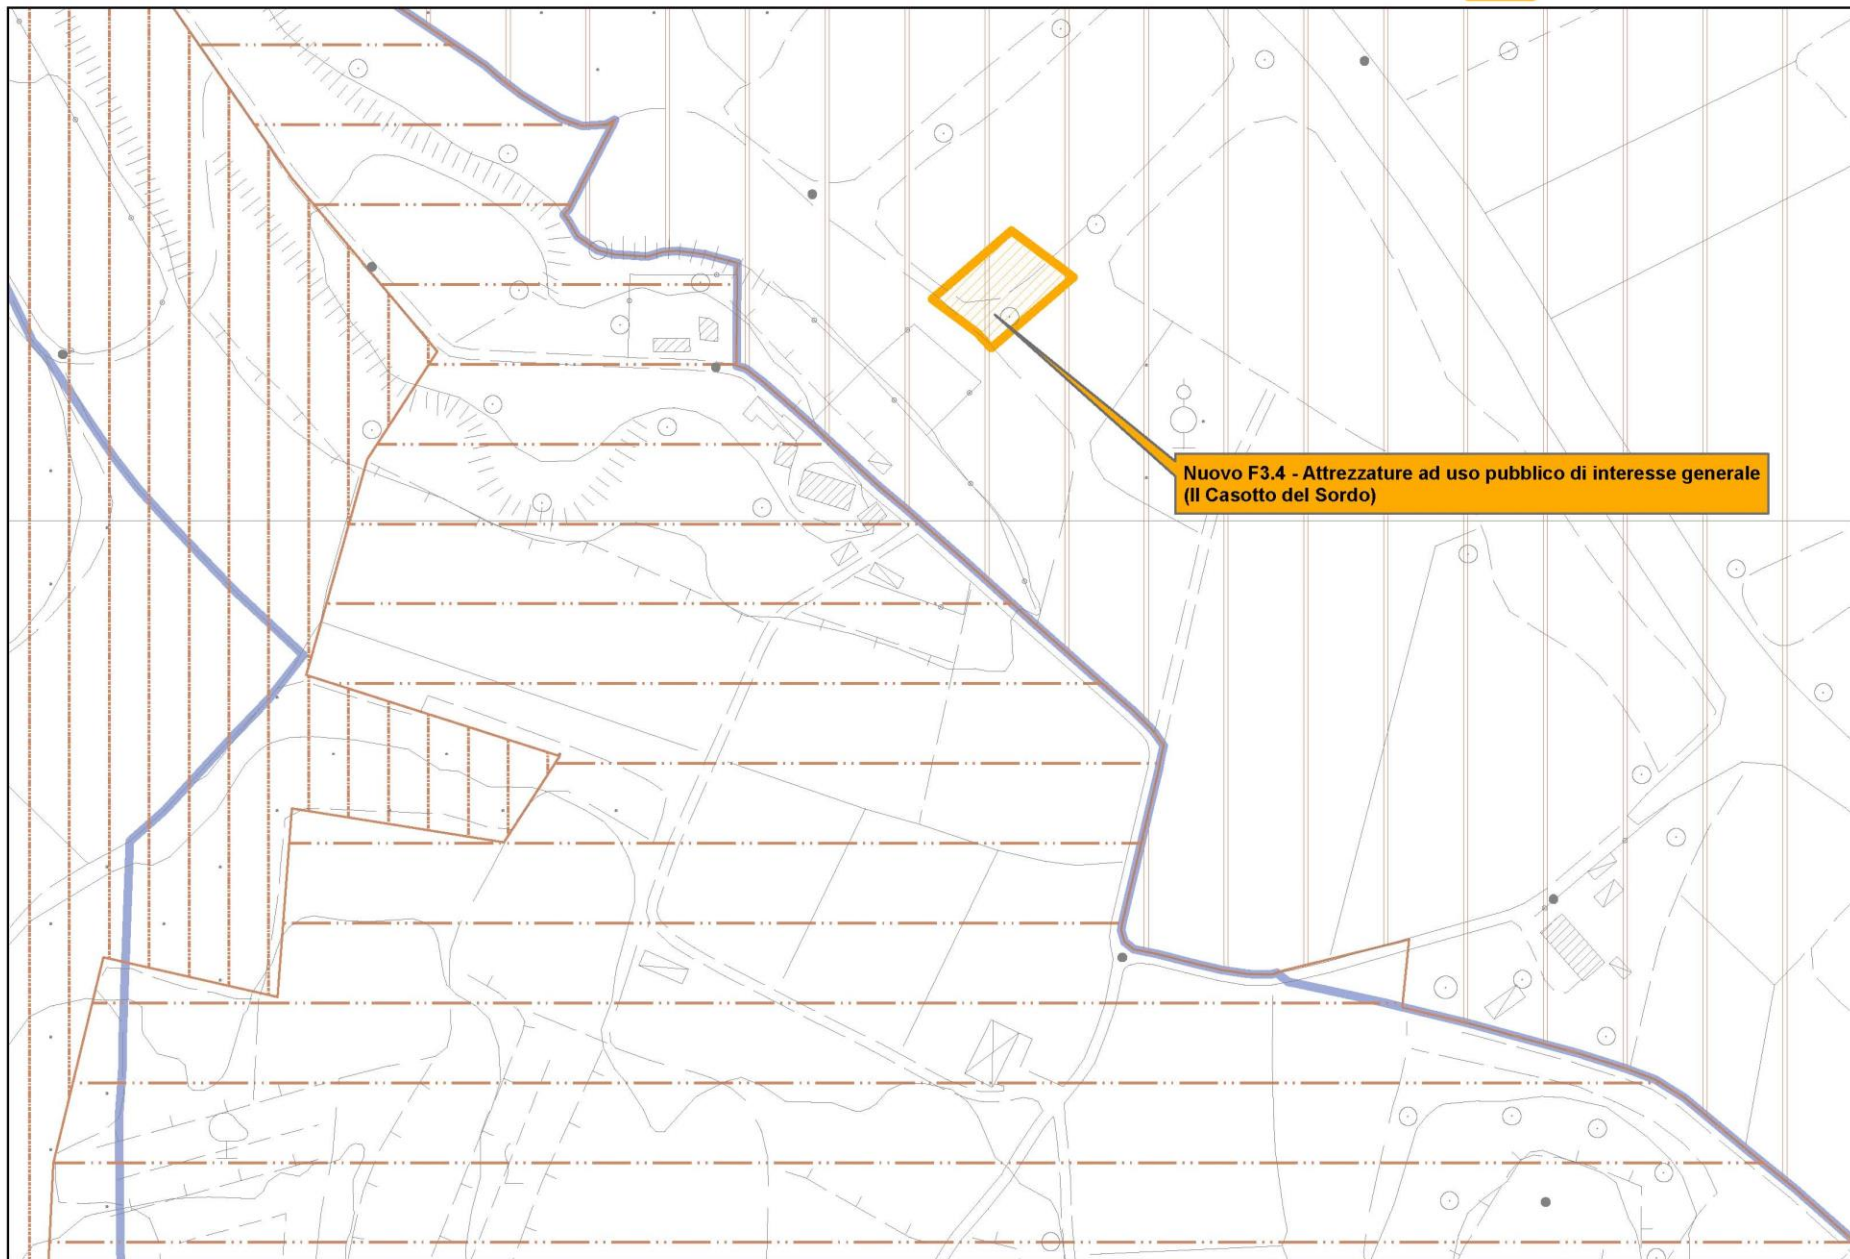 Nuovo F3.4 - Attrezzature ad uso pubblico di interesse generale
(Il Casotto del Sordo)